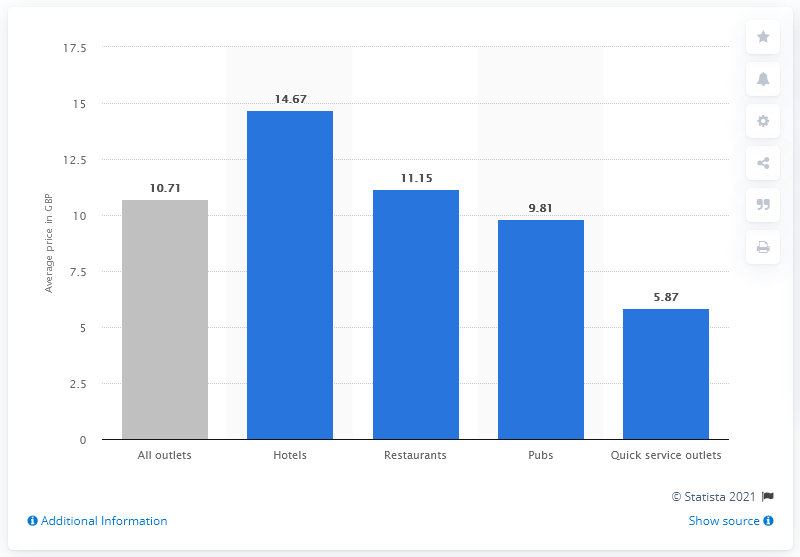 17.5
15
12.5
10
7.5
5
2.5
0
Average price in GBP
10.71
14.67
11.15
9.81
5.87
All outlets
Hotels
Restaurants
Pubs
Quick service outlets
© Statista 2021
Additional Information
Show source